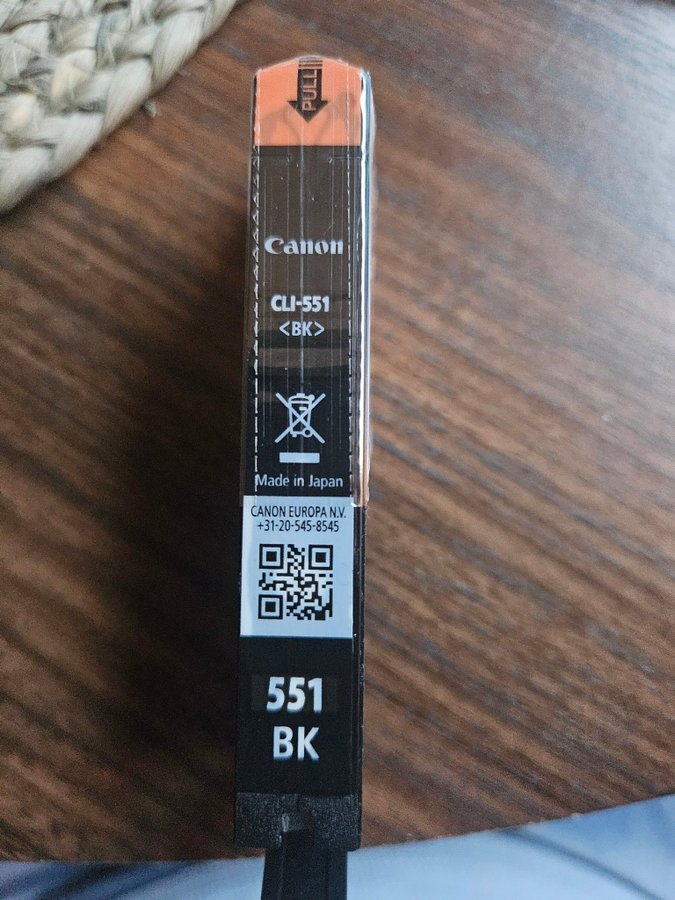 PULL
Canon
CLI-551
<BK>
Made in Japan
CANON EUROPA N.V.
+31-20-545-8545
551
BK